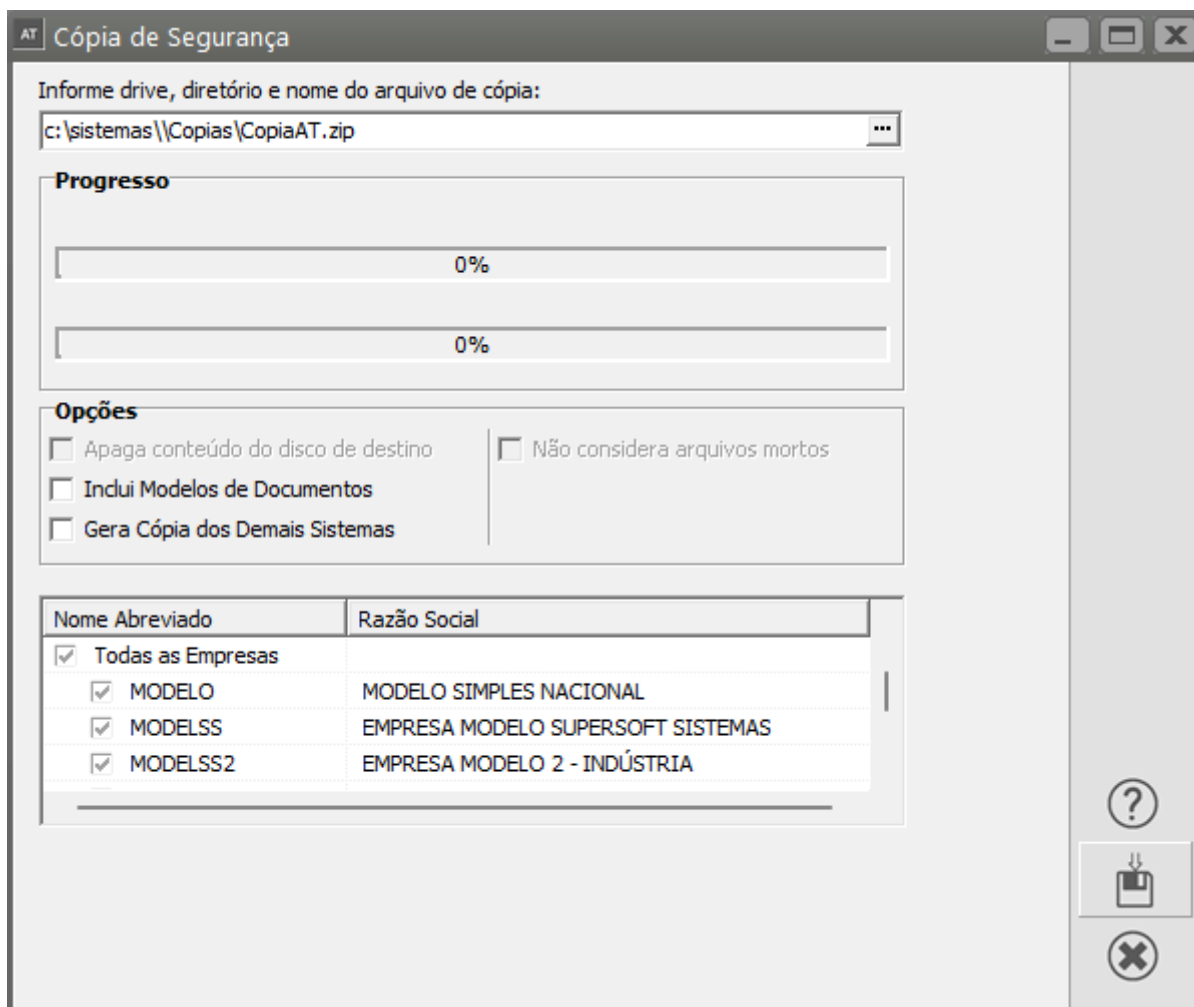 AT Cópia de Segurança
Informe drive, diretório e nome do arquivo de cópia:
c:\sistemas\\Copias\CopiaAT.zip ...
Progresso
0%
0%
Opções
Apaga conteúdo do disco de destino Não considera arquivos mortos
Inclui Modelos de Documentos
Gera Cópia dos Demais Sistemas
Nome Abreviado Razão Social
Todas as Empresas
MODELO MODELO SIMPLES NACIONAL
MODELSS EMPRESA MODELO SUPERSOFT SISTEMAS
MODELSS2 EMPRESA MODELO 2 - INDÚSTRIA
?